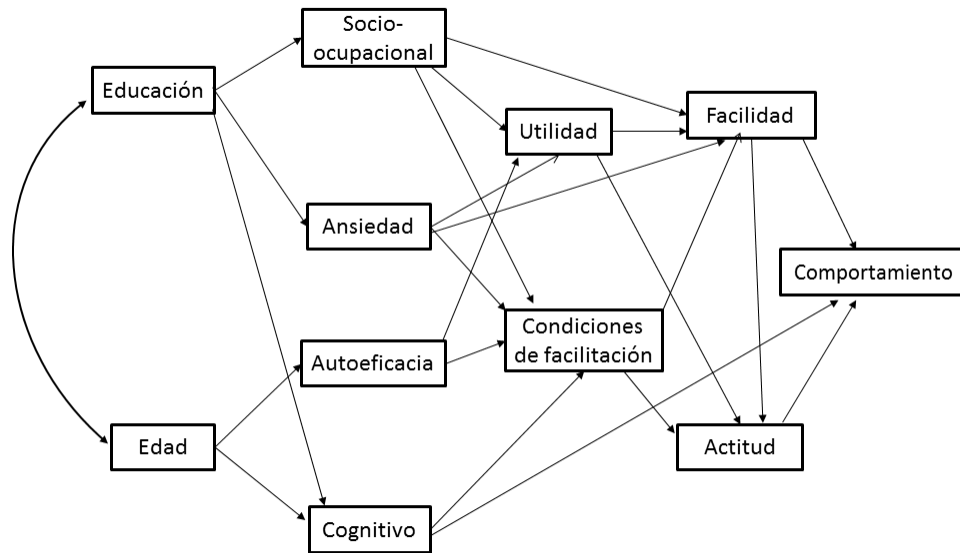 Socio-
ocupacional
Educación
Utilidad
Facilidad
Ansiedad
Comportamiento
Condiciones
de facilitación
Autoeficacia
Edad
Actitud
Cognitivo